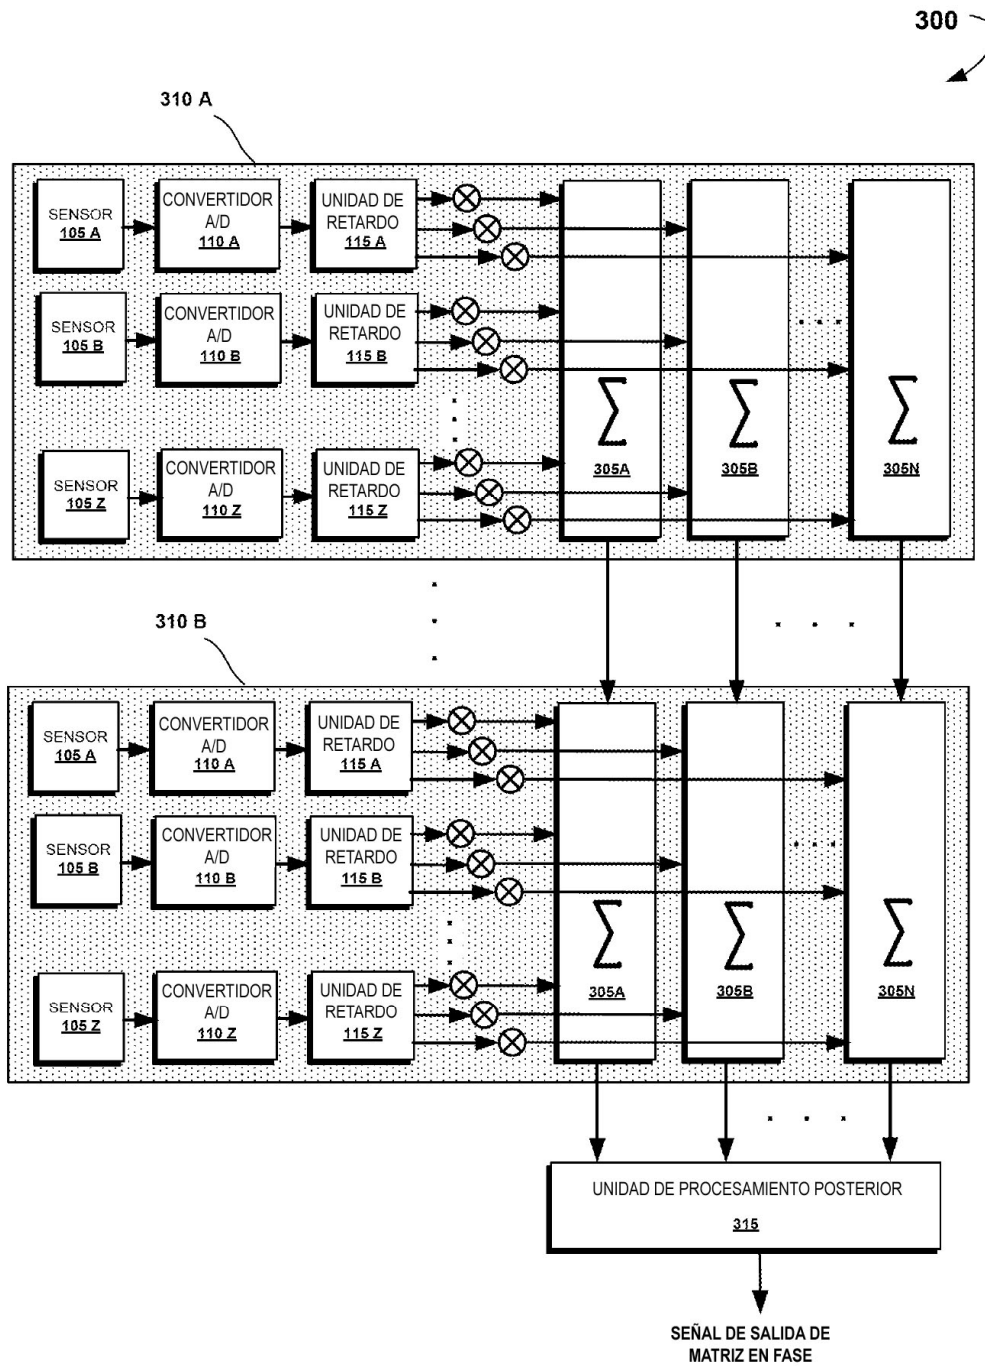 300
310 A
SENSOR
105 A
CONVERTIDOR
A/D
110 A
UNIDAD DE
RETARDO
115 A
SENSOR
105 B
CONVERTIDOR
A/D
110 B
UNIDAD DE
RETARDO
115 B
SENSOR
105 Z
CONVERTIDOR
A/D
110 Z
UNIDAD DE
RETARDO
115 Z
∑
305A
∑
305B
∑
305N
310 B
SENSOR
105 A
CONVERTIDOR
A/D
110 A
UNIDAD DE
RETARDO
115 A
SENSOR
105 B
CONVERTIDOR
A/D
110 B
UNIDAD DE
RETARDO
115 B
SENSOR
105 Z
CONVERTIDOR
A/D
110 Z
UNIDAD DE
RETARDO
115 Z
∑
305A
∑
305B
∑
305N
UNIDAD DE PROCESAMIENTO POSTERIOR
315
SEÑAL DE SALIDA DE
MATRIZ EN FASE